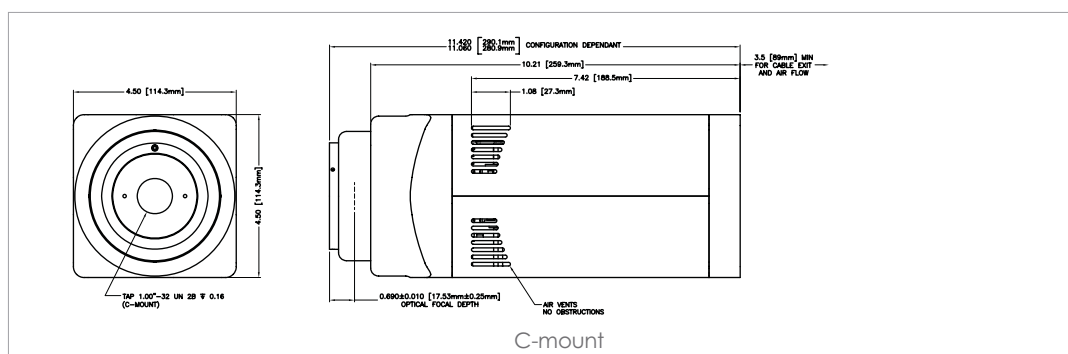 11.420 [290.1mm]
11.060 [280.9mm] CONFIGURATION DEPENDANT
10.21 [259.3mm]
3.5 [89mm] MIN
FOR CABLE EXIT
AND AIR FLOW
7.42 [188.5mm]
1.08 [27.3mm]
4.50 [114.3mm]
4.50 [114.3mm]
TAP 1.00"-32 UN 2B ↧ 0.16
(C-MOUNT)
0.690±0.010 [17.53mm±0.25mm]
OPTICAL FOCAL DEPTH
AIR VENTS
NO OBSTRUCTIONS
C-mount